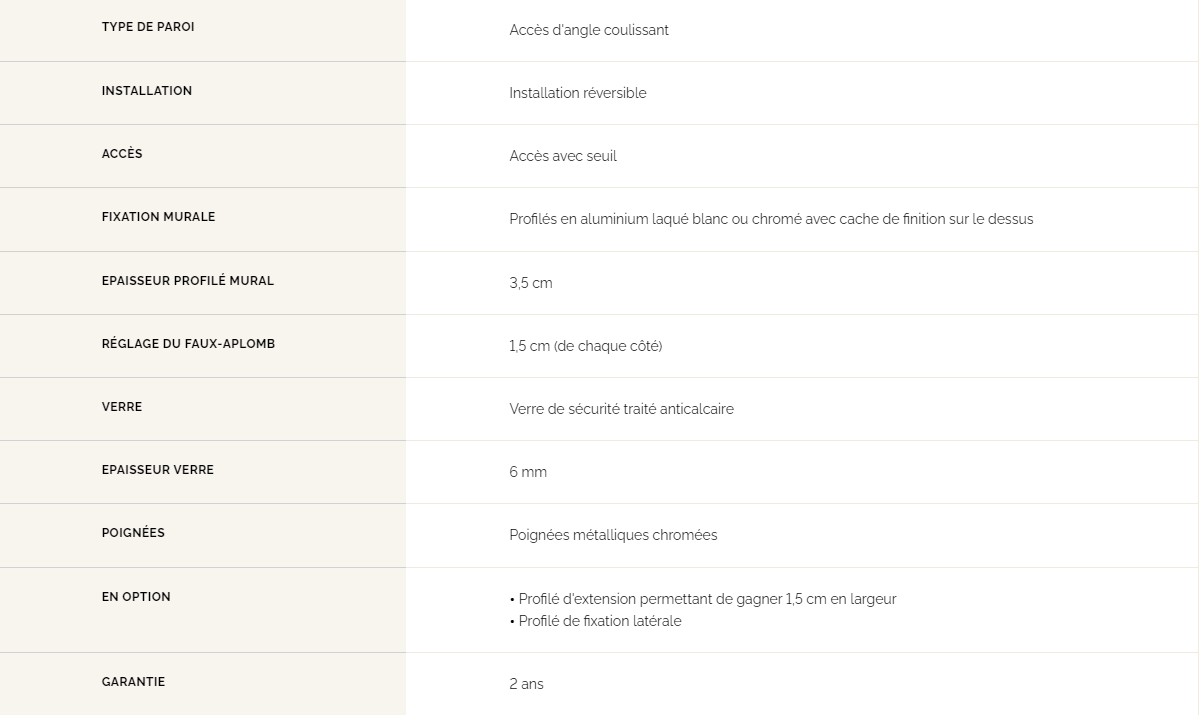 TYPE DE PAROI
Accès d'angle coulissant
INSTALLATION
Installation réversible
ACCÈS
Accès avec seuil
FIXATION MURALE
Profilés en aluminium laqué blanc ou chromé avec cache de finition sur le dessus
EPAISSEUR PROFILÉ MURAL
3,5 cm
RÉGLAGE DU FAUX-APLOMB
1,5 cm (de chaque côté)
VERRE
Verre de sécurité traité anticalcaire
EPAISSEUR VERRE
6 mm
POIGNÉES
Poignées métalliques chromées
EN OPTION
• Profilé d'extension permettant de gagner 1,5 cm en largeur
• Profilé de fixation latérale
GARANTIE
2 ans